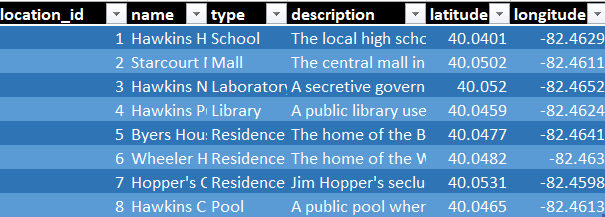 location_id name type description latitude longitude
1 Hawkins H School The local high scho 40.0401 -82.4629
2 Starcourt Mall The central mall in 40.0502 -82.4611
3 Hawkins N Laboratory A secretive govern 40.052 -82.4652
4 Hawkins Pu Library A public library use 40.0459 -82.4624
5 Byers Hou Residence The home of the B 40.0477 -82.4641
6 Wheeler H Residence The home of the W 40.0482 -82.463
7 Hopper's C Residence Jim Hopper's seclu 40.0531 -82.4598
8 Hawkins C Pool A public pool wher 40.0465 -82.4613